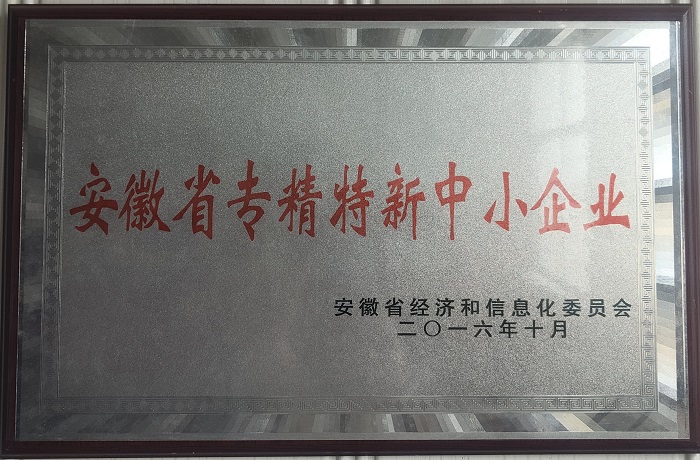 安徽省专精特新中小企业
安徽省经济和信息化委员会
二〇一六年十月